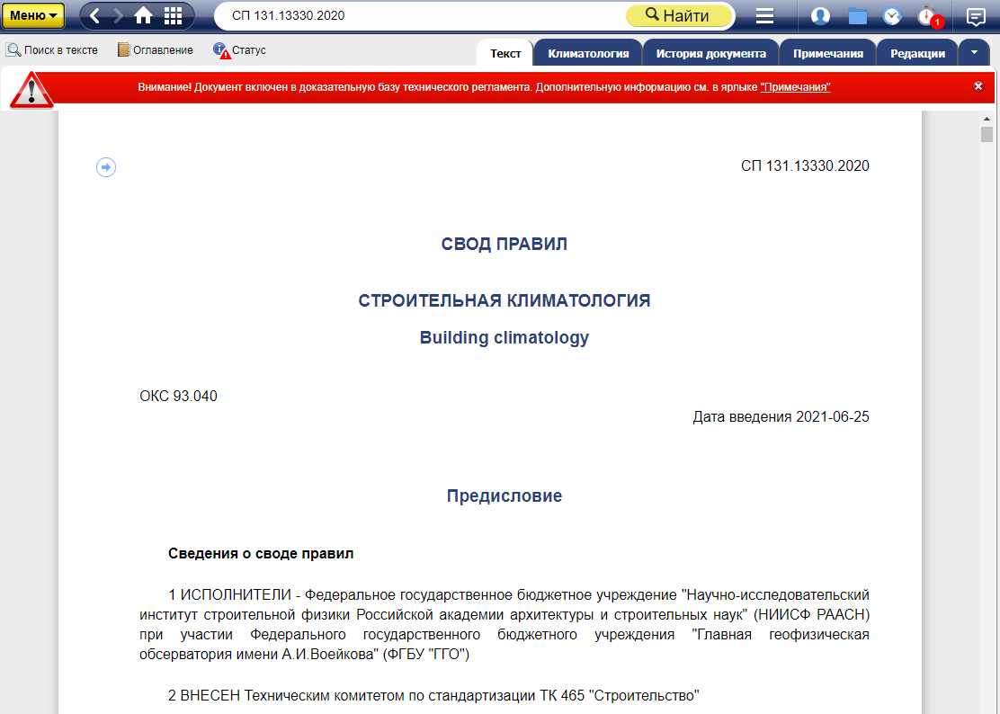 Меню СП 131.13330.2020 Найти 1
Поиск в тексте Оглавление Статус Текст Климатология История документа Примечания Редакции
Внимание! Документ включен в доказательную базу технического регламента. Дополнительную информацию см. в ярлыке "Примечания"
СП 131.13330.2020
СВОД ПРАВИЛ
СТРОИТЕЛЬНАЯ КЛИМАТОЛОГИЯ
Building climatology
ОКС 93.040
Дата введения 2021-06-25
Предисловие
Сведения о своде правил
1 ИСПОЛНИТЕЛИ - Федеральное государственное бюджетное учреждение "Научно-исследовательский
институт строительной физики Российской академии архитектуры и строительных наук" (НИИСФ РААСН)
при участии Федерального государственного бюджетного учреждения "Главная геофизическая
обсерватория имени А.И.Воейкова" (ФГБУ "ГГО")
2 ВНЕСЕН Техническим комитетом по стандартизации ТК 465 "Строительство"